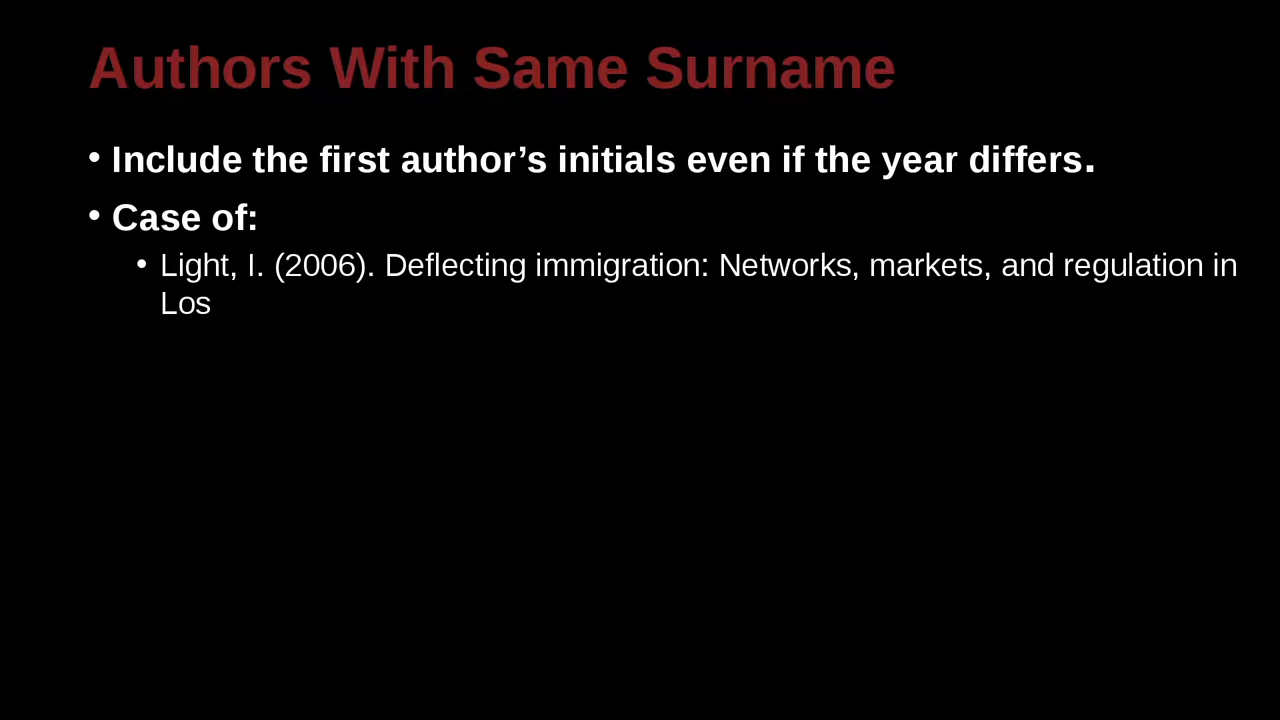 Authors With Same Surname
• Include the first author’s initials even if the year differs.
• Case of:
• Light, I. (2006). Deflecting immigration: Networks, markets, and regulation in
Los